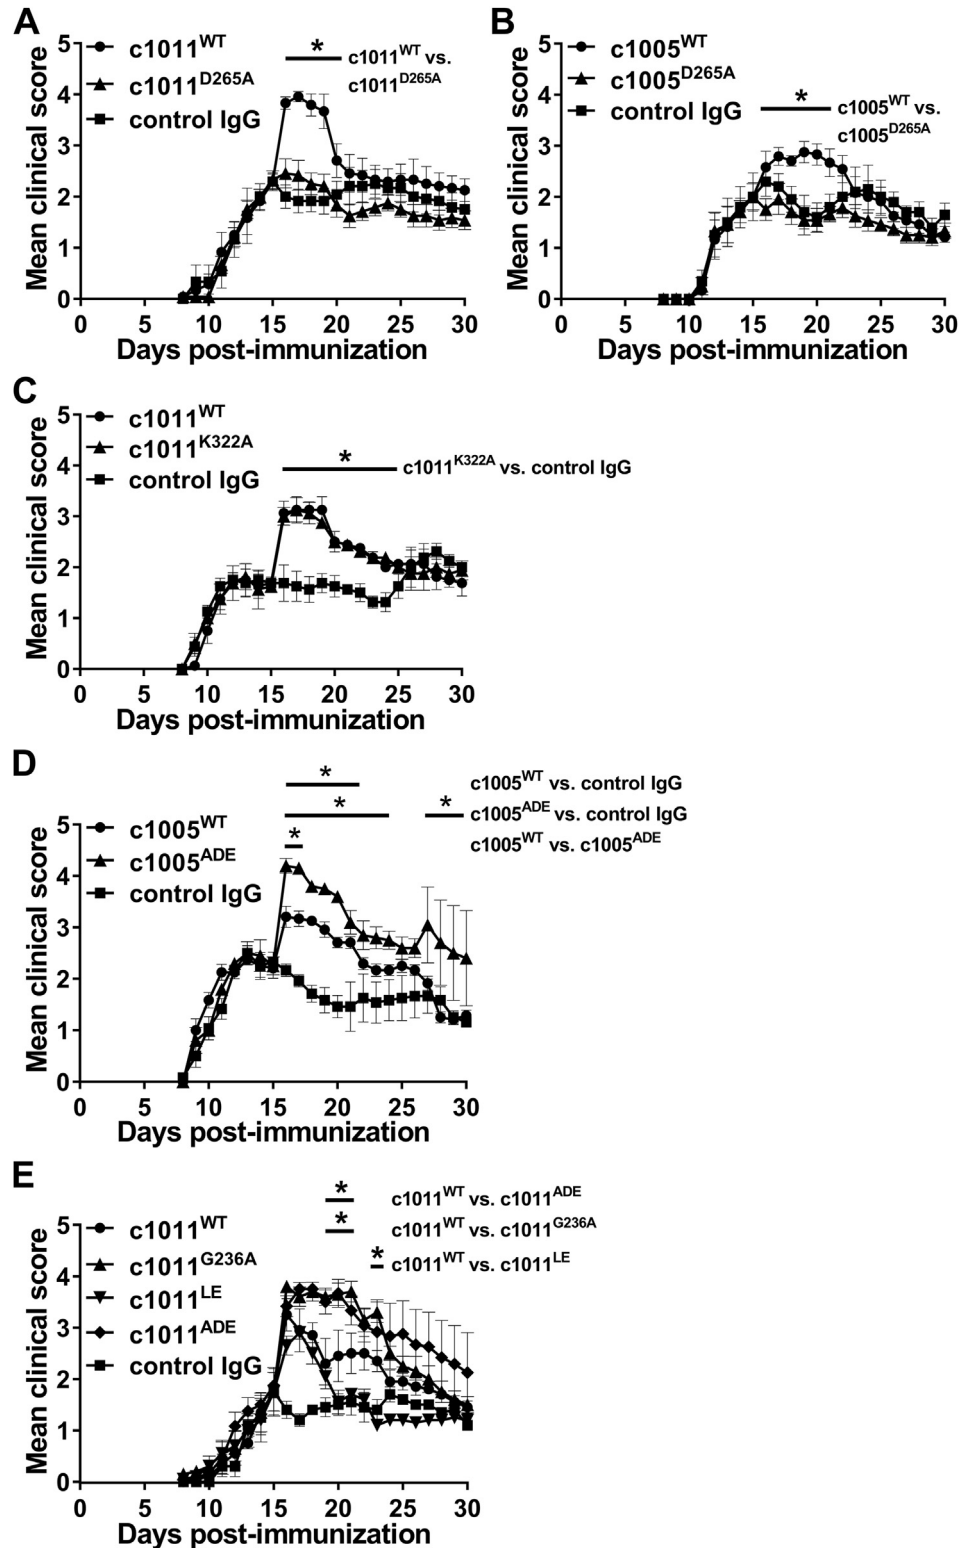 A
c1011WT
c1011D265A
control IgG
*
c1011WT vs.
c1011D265A
Mean clinical score
5
4
3
2
1
0
0 5 10 15 20 25 30
Days post-immunization
B
c1005WT
c1005D265A
control IgG
*
c1005WT vs.
c1005D265A
Mean clinical score
5
4
3
2
1
0
0 5 10 15 20 25 30
Days post-immunization
C
c1011WT
c1011K322A
control IgG
*
c1011K322A vs. control IgG
Mean clinical score
5
4
3
2
1
0
0 5 10 15 20 25 30
Days post-immunization
D
* c1005WT vs. control IgG
* * c1005ADE vs. control IgG
* c1005WT vs. c1005ADE
c1005WT
c1005ADE
control IgG
Mean clinical score
5
4
3
2
1
0
0 5 10 15 20 25 30
Days post-immunization
E
* c1011WT vs. c1011ADE
* c1011WT vs. c1011G236A
* c1011WT vs. c1011LE
c1011WT
c1011G236A
c1011LE
c1011ADE
control IgG
Mean clinical score
5
4
3
2
1
0
0 5 10 15 20 25 30
Days post-immunization